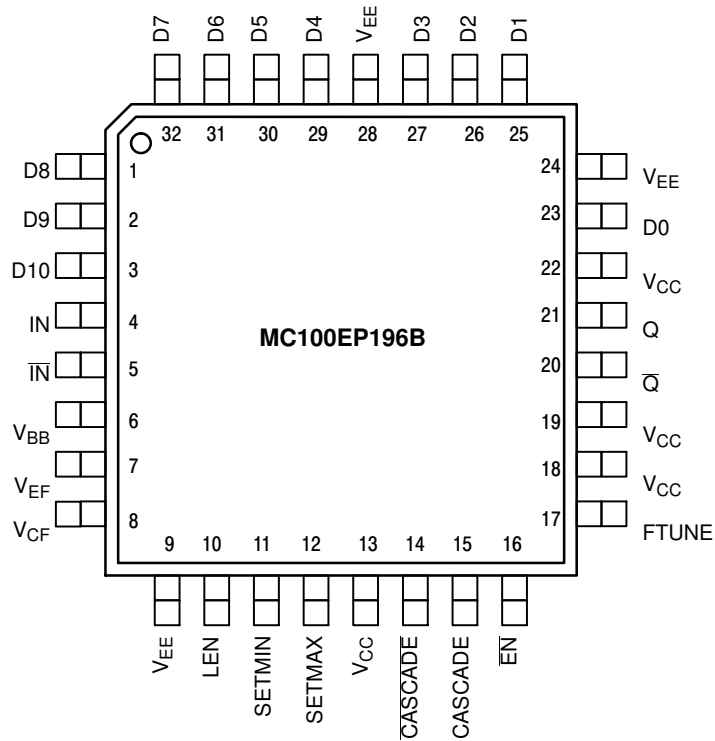 D7 D6 D5 D4 VEE D3 D2 D1
32 31 30 29 28 27 26 25
D8 1 24 VEE
D9 2 23 D0
D10 3 22 VCC
IN 4 21 Q
MC100EP196B
I̅N̅ 5 20 Q̅
VBB 6 19 VCC
VEF 7 18 VCC
VCF 8 17 FTUNE
9 10 11 12 13 14 15 16
VEE LEN SETMIN SETMAX VCC C̅A̅S̅C̅A̅D̅E̅ CASCADE E̅N̅